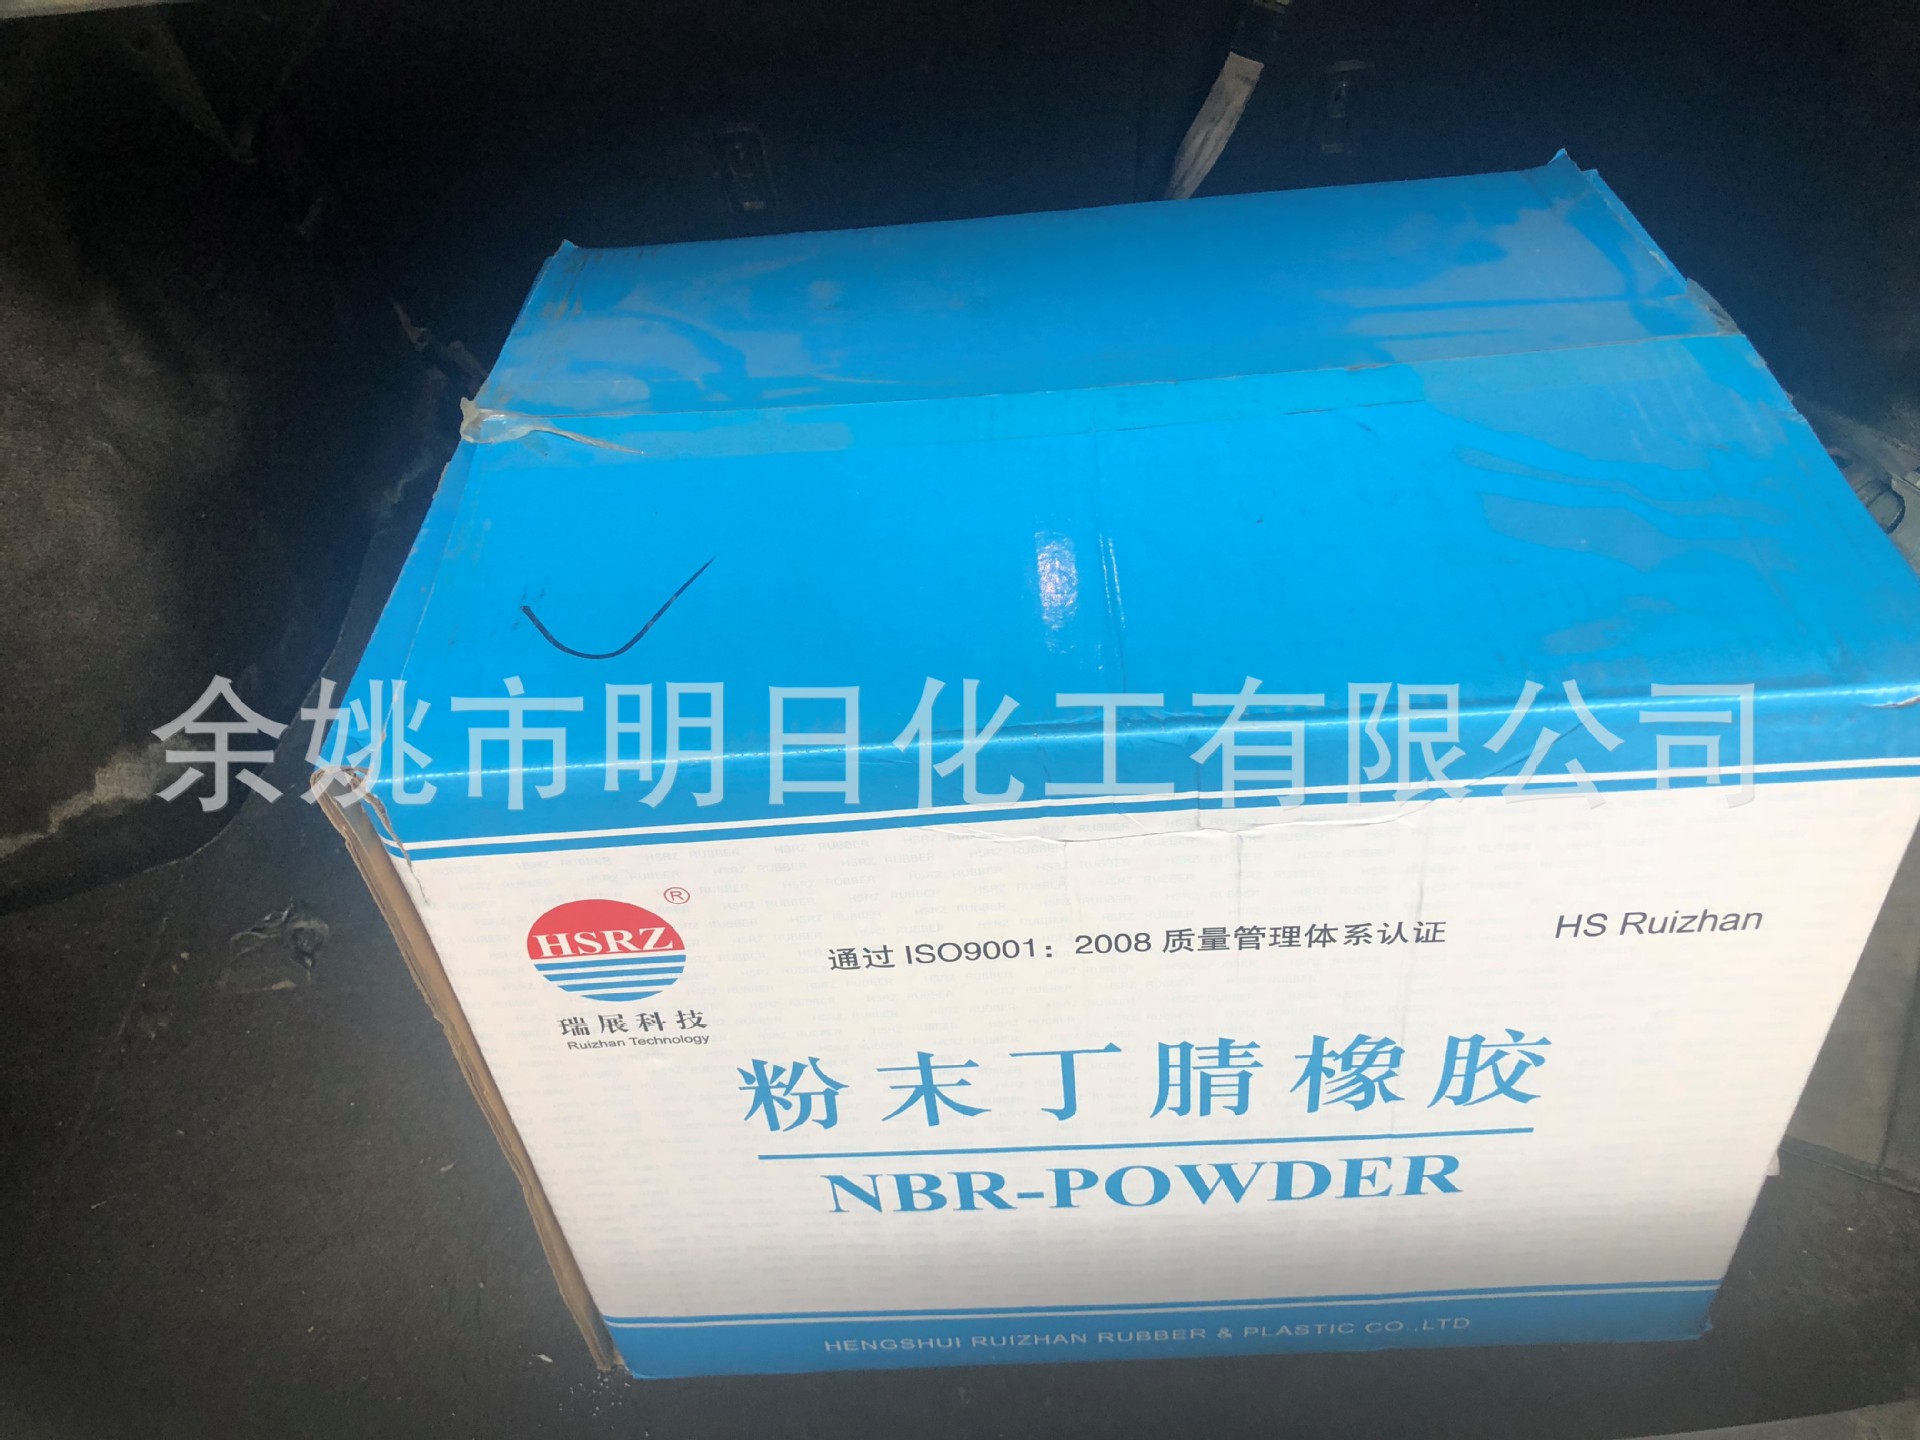 余姚市明日化工有限公司
HSRZ ®
瑞展科技
Ruizhan Technology
通过 ISO9001：2008 质量管理体系认证
HS Ruizhan
粉末丁腈橡胶
NBR-POWDER
HENGSHUI RUIZHAN RUBBER & PLASTIC CO.,LTD